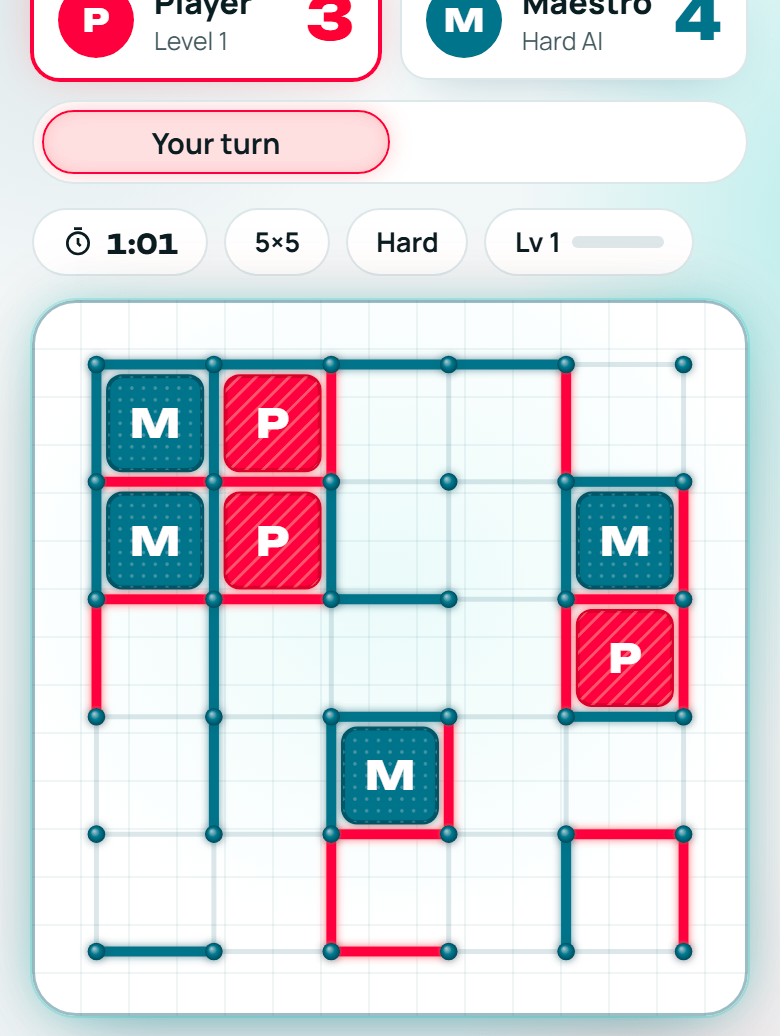 P Player 3
Level 1
M Maestro 4
Hard AI
Your turn
1:01 5×5 Hard Lv 1
M P
M P M
P
M